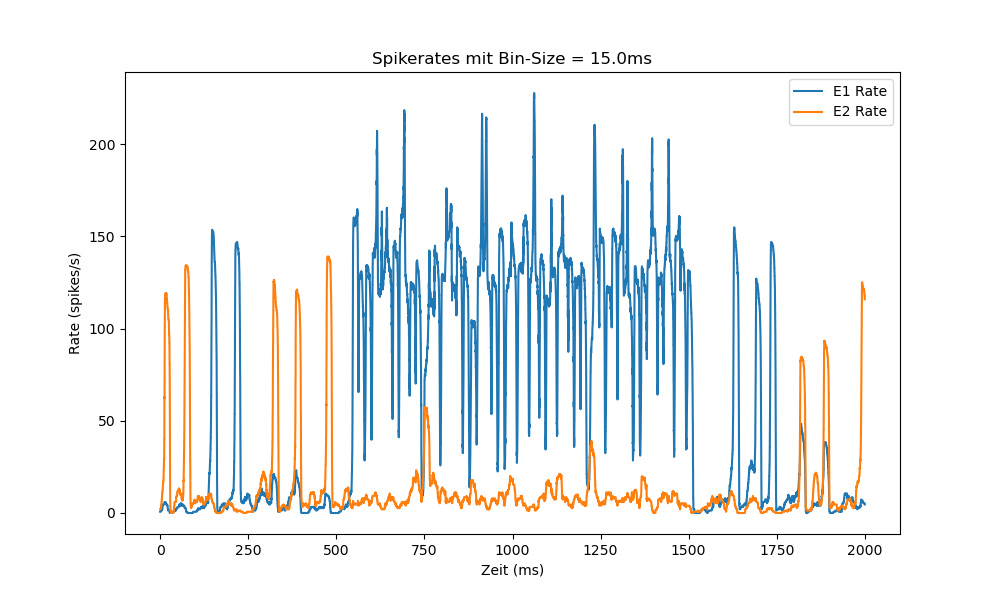 Spikerates mit Bin-Size = 15.0ms
E1 Rate
E2 Rate
Rate (spikes/s)
200
150
100
50
0
0 250 500 750 1000 1250 1500 1750 2000
Zeit (ms)